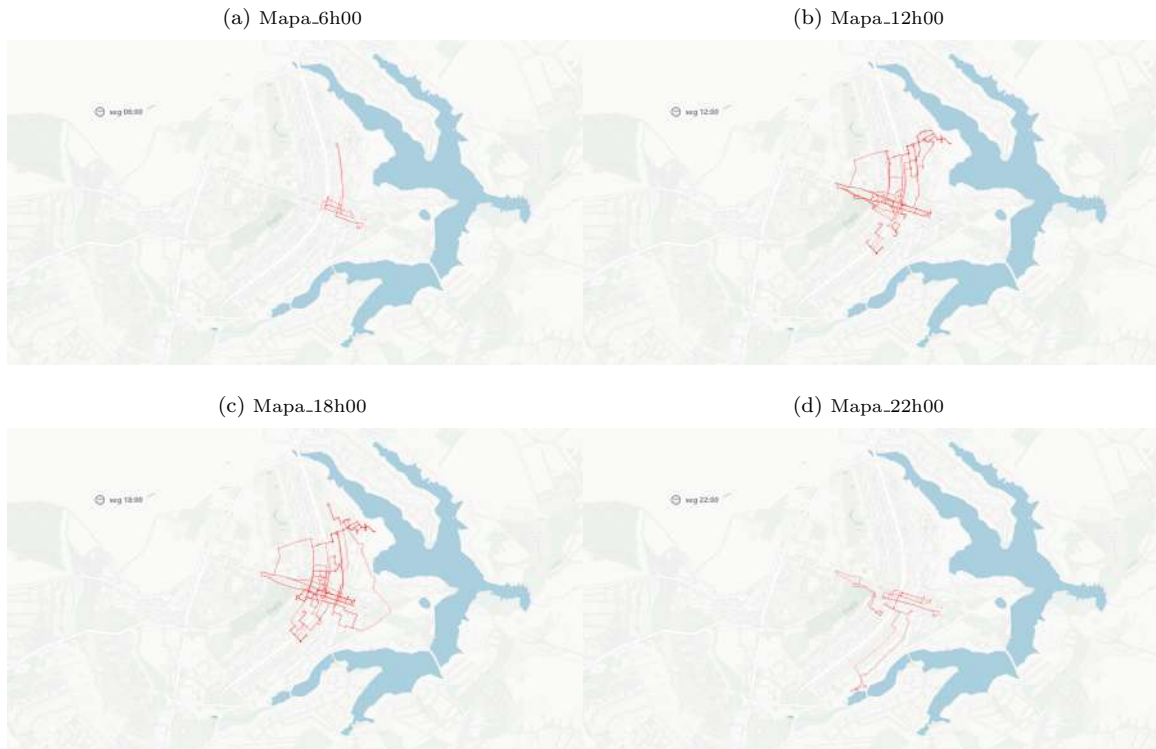 (a) Mapa_6h00
(b) Mapa_12h00
seg 06:00
seg 12:00
(c) Mapa_18h00
(d) Mapa_22h00
seg 18:00
seg 22:00